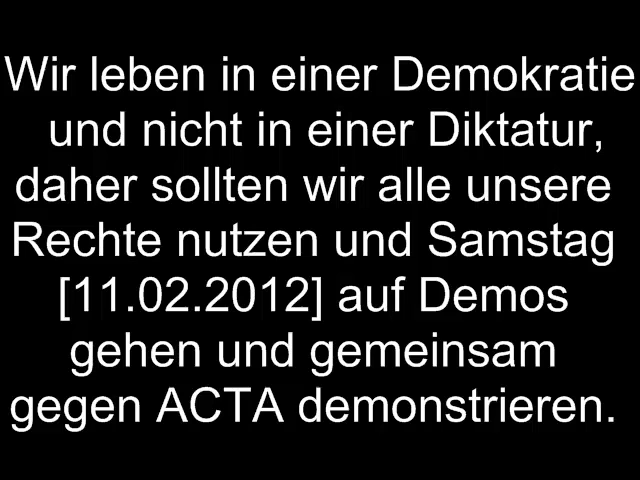 Wir leben in einer Demokratie
und nicht in einer Diktatur,
daher sollten wir alle unsere
Rechte nutzen und Samstag
[11.02.2012] auf Demos
gehen und gemeinsam
gegen ACTA demonstrieren.